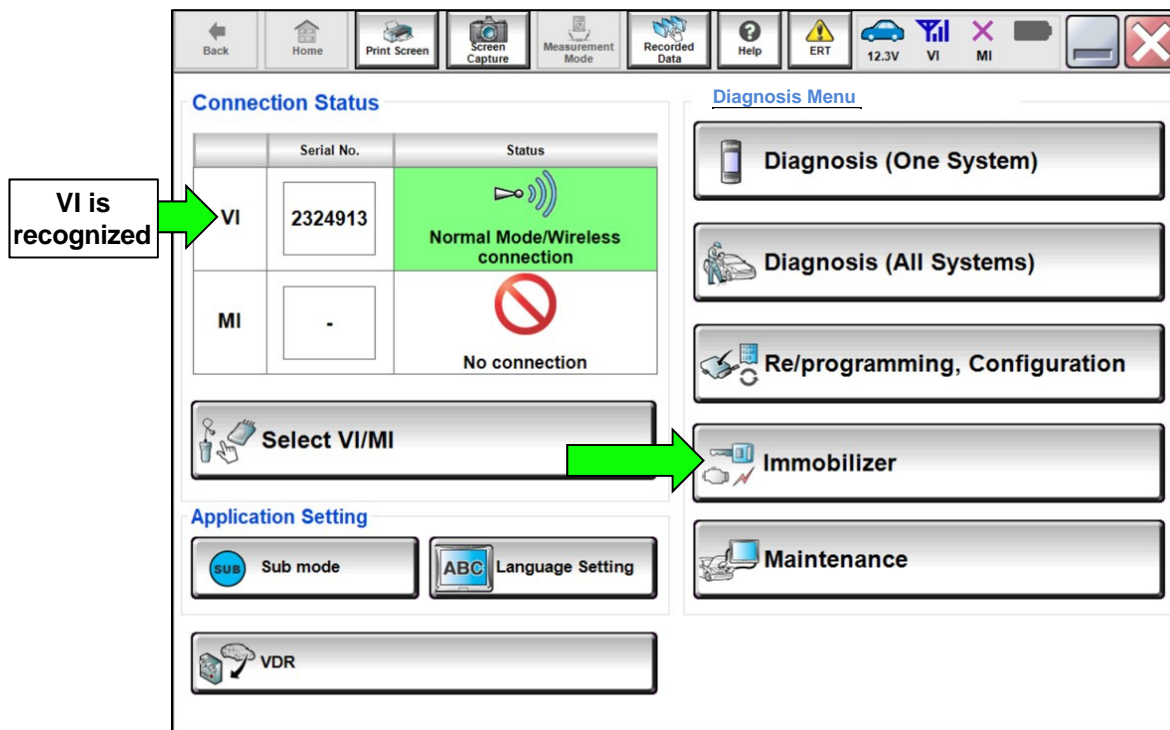 Back
Home
Print Screen
Screen
Capture
Measurement
Mode
Recorded
Data
Help
ERT
12.3V
VI
MI
Connection Status
Serial No.
Status
VI is
recognized
VI
2324913
Normal Mode/Wireless
connection
MI
-
No connection
Select VI/MI
Application Setting
SUB
Sub mode
ABC
Language Setting
VDR
Diagnosis Menu
Diagnosis (One System)
Diagnosis (All Systems)
Re/programming, Configuration
Immobilizer
Maintenance